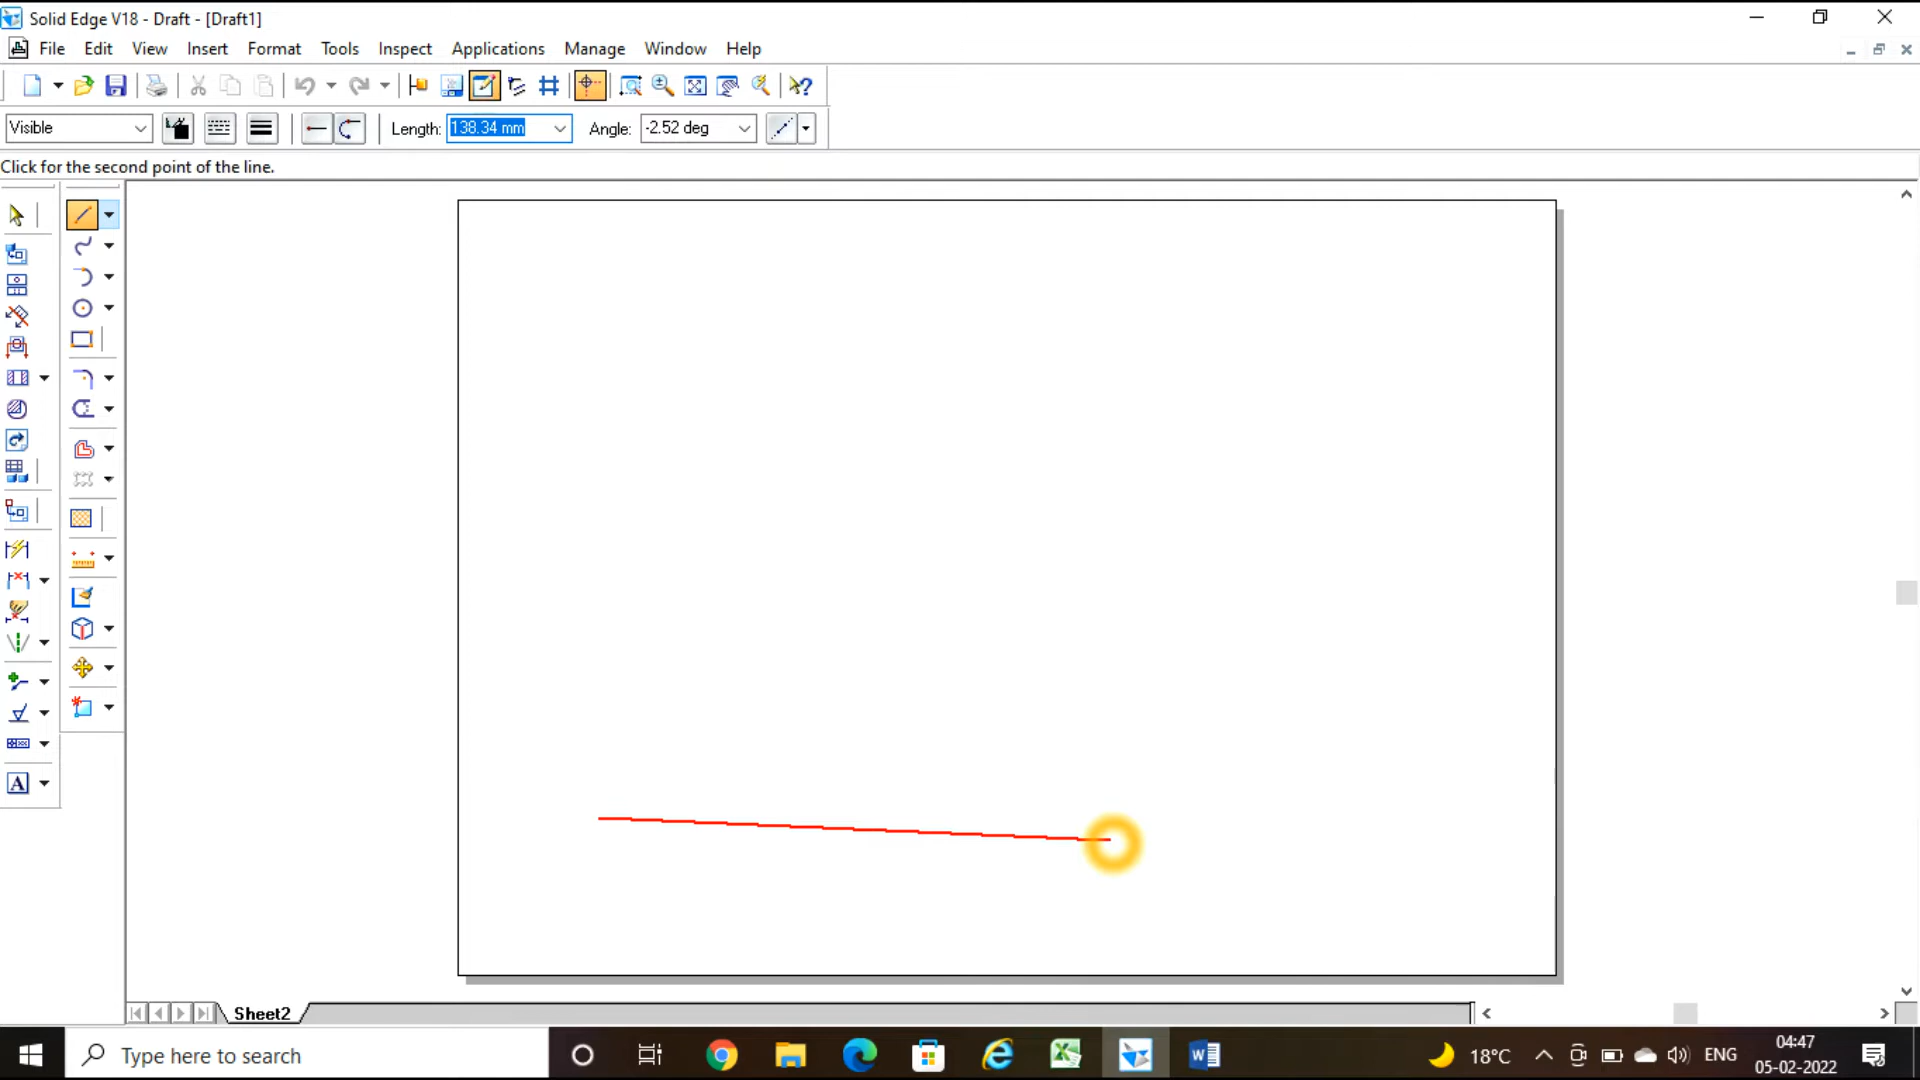 Solid Edge V18 - Draft - [Draft1]
File Edit View Insert Format Tools Inspect Applications Manage Window Help
Visible Length: 138.34 mm Angle: -2.52 deg
Click for the second point of the line.
A
Sheet2
Type here to search
18°C ENG 04:47
05-02-2022